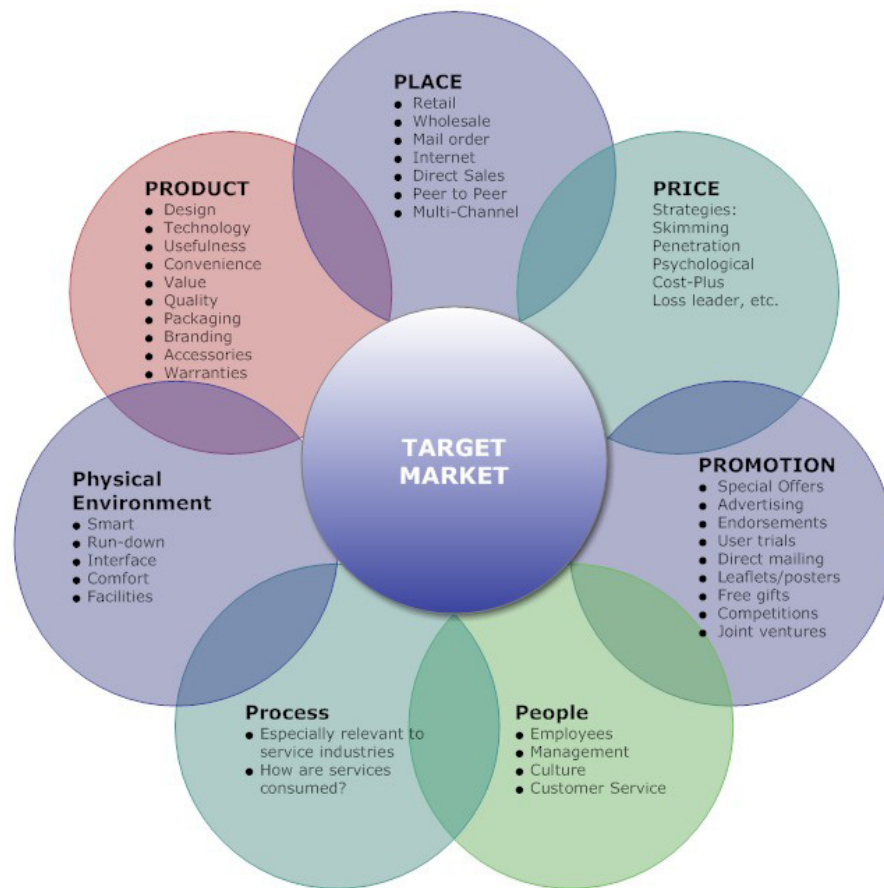 PLACE
● Retail
● Wholesale
● Mail order
● Internet
● Direct Sales
● Peer to Peer
● Multi-Channel
PRODUCT
● Design
● Technology
● Usefulness
● Convenience
● Value
● Quality
● Packaging
● Branding
● Accessories
● Warranties
PRICE
Strategies:
Skimming
Penetration
Psychological
Cost-Plus
Loss leader, etc.
TARGET
MARKET
Physical
Environment
● Smart
● Run-down
● Interface
● Comfort
● Facilities
PROMOTION
● Special Offers
● Advertising
● Endorsements
● User trials
● Direct mailing
● Leaflets/posters
● Free gifts
● Competitions
● Joint ventures
Process
● Especially relevant to
service industries
● How are services
consumed?
People
● Employees
● Management
● Culture
● Customer Service